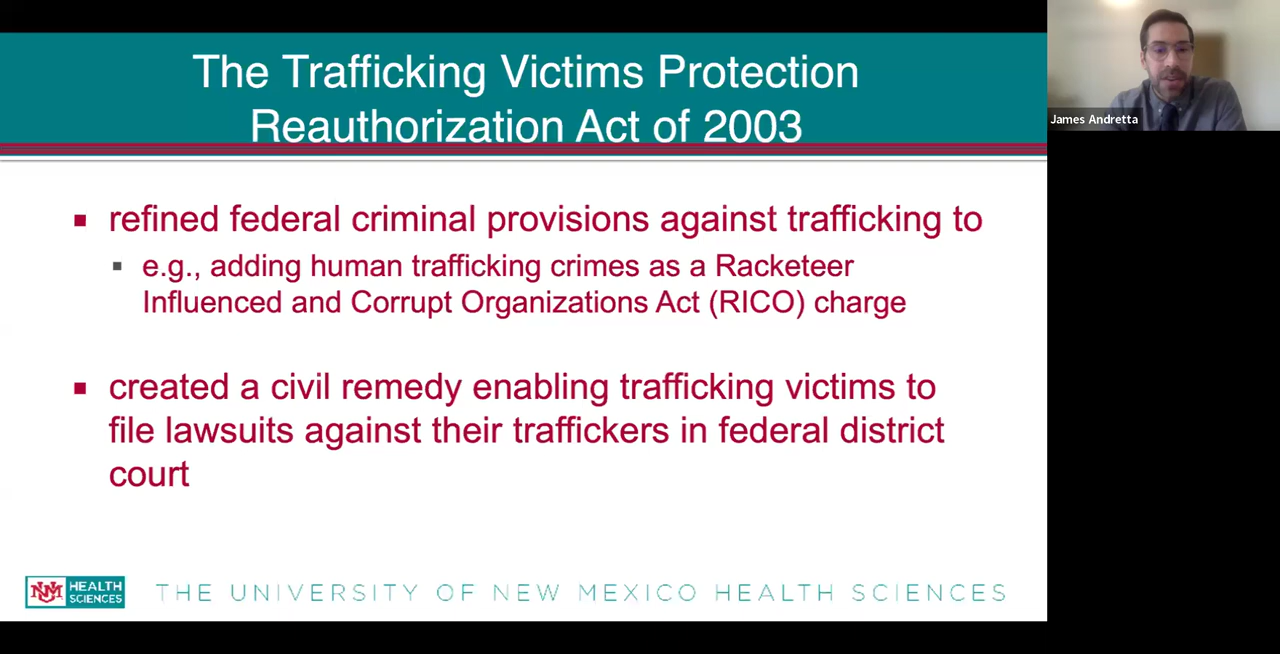 The Trafficking Victims Protection
Reauthorization Act of 2003
James Andretta
▪ refined federal criminal provisions against trafficking to
▪ e.g., adding human trafficking crimes as a Racketeer
Influenced and Corrupt Organizations Act (RICO) charge
▪ created a civil remedy enabling trafficking victims to
file lawsuits against their traffickers in federal district
court
UNM HEALTH
SCIENCES
THE UNIVERSITY OF NEW MEXICO HEALTH SCIENCES